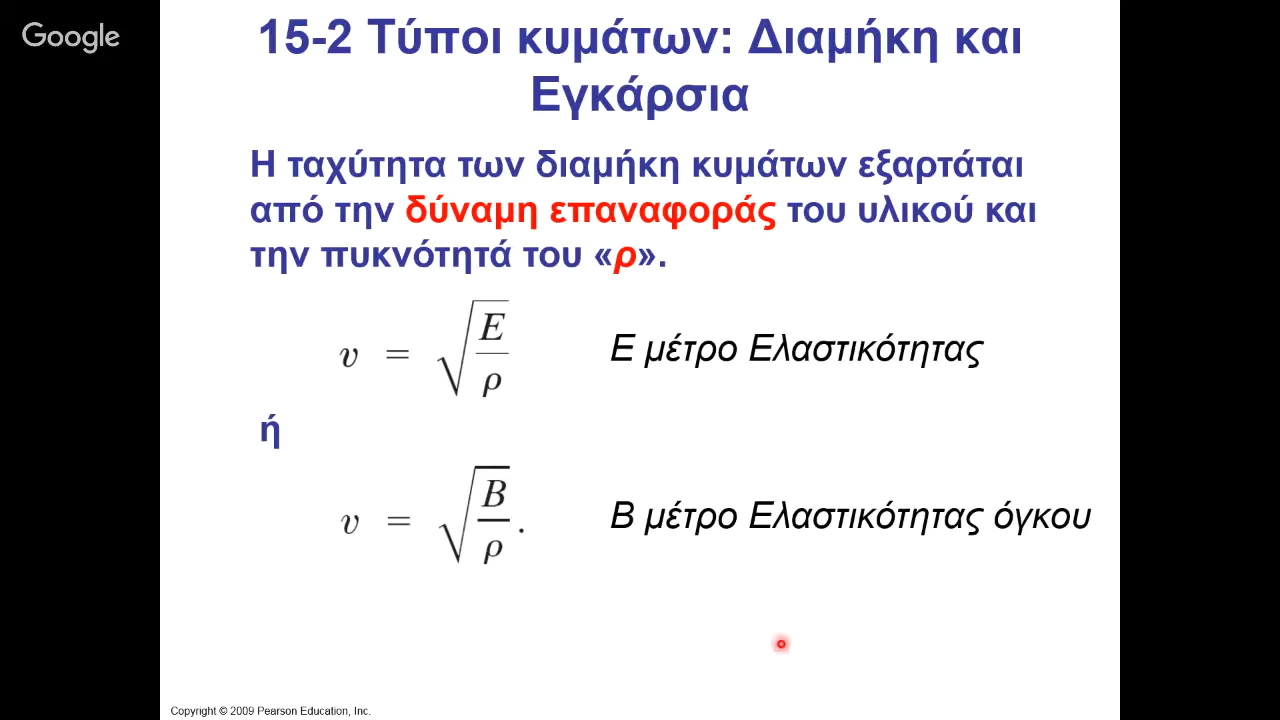 Google
15-2 Τύποι κυμάτων: Διαμήκη και
Εγκάρσια
Η ταχύτητα των διαμήκη κυμάτων εξαρτάται
από την δύναμη επαναφοράς του υλικού και
την πυκνότητά του «ρ».
v = √(E/ρ) Ε μέτρο Ελαστικότητας
ή
v = √(B/ρ). Β μέτρο Ελαστικότητας όγκου
Copyright © 2009 Pearson Education, Inc.